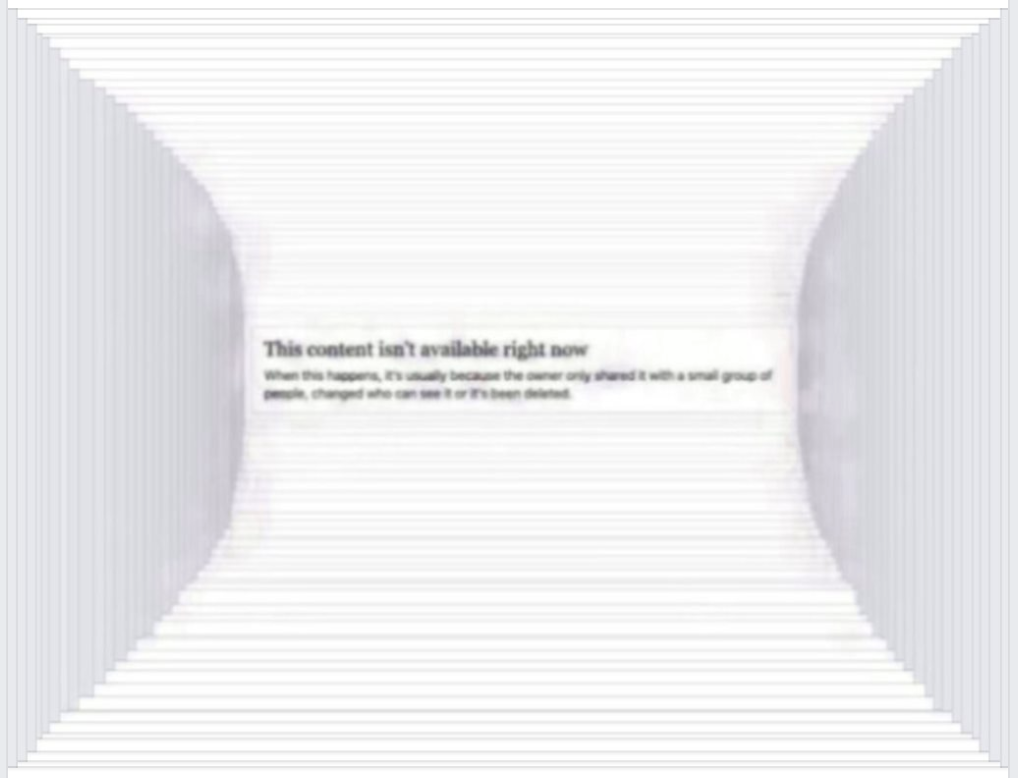 This content isn't available right now
When this happens, it's usually because the owner only shared it with a small group of
people, changed who can see it or it's been deleted.